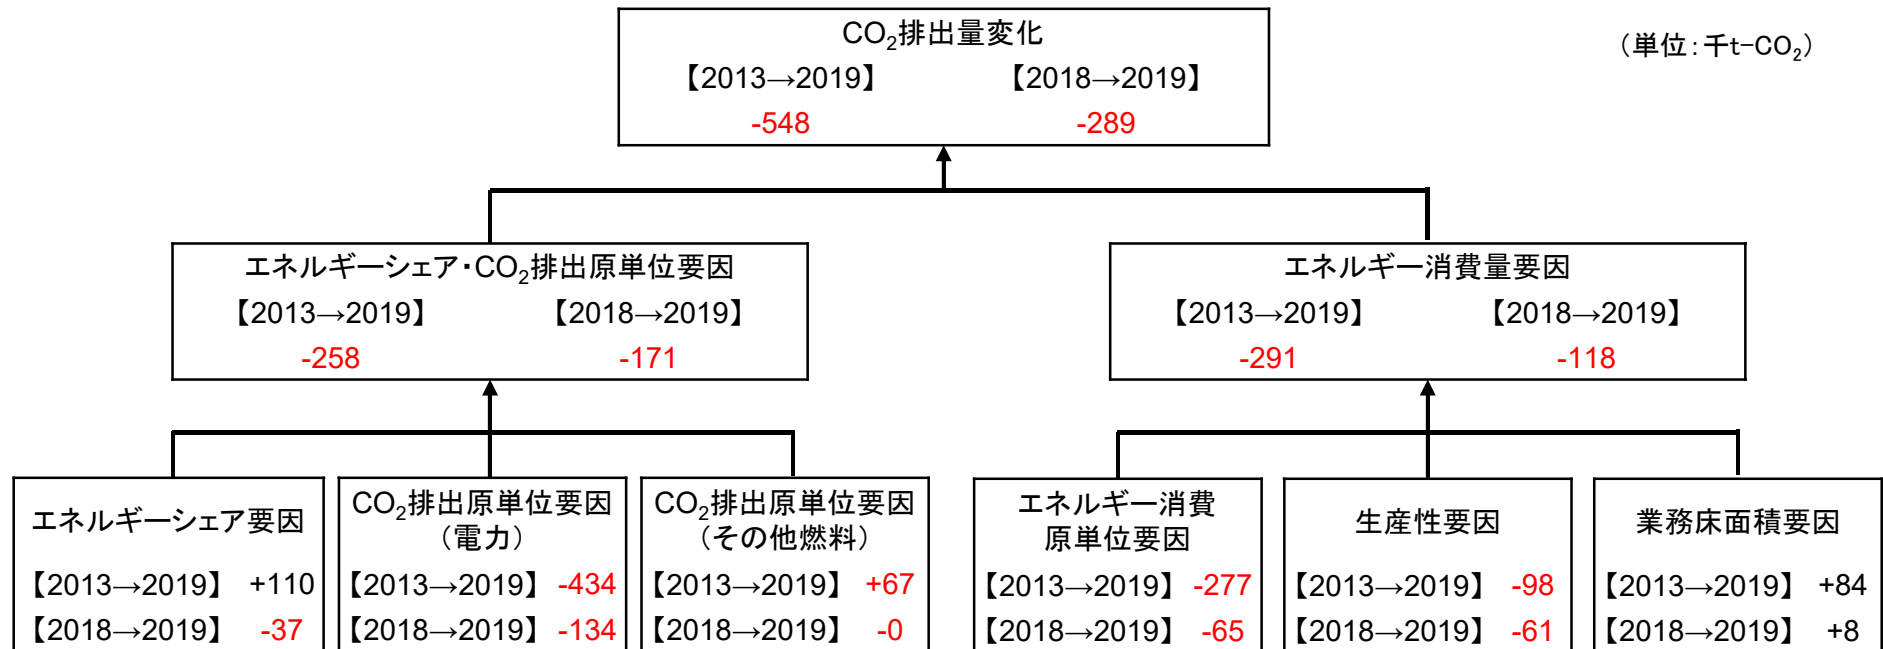 CO₂排出量変化
【2013→2019】 【2018→2019】
-548 -289
(単位:千t-CO₂)
エネルギーシェア・CO₂排出原単位要因
【2013→2019】 【2018→2019】
-258 -171
エネルギー消費量要因
【2013→2019】 【2018→2019】
-291 -118
エネルギーシェア要因
【2013→2019】 +110
【2018→2019】 -37
CO₂排出原単位要因
(電力)
【2013→2019】 -434
【2018→2019】 -134
CO₂排出原単位要因
(その他燃料)
【2013→2019】 +67
【2018→2019】 -0
エネルギー消費
原単位要因
【2013→2019】 -277
【2018→2019】 -65
生産性要因
【2013→2019】 -98
【2018→2019】 -61
業務床面積要因
【2013→2019】 +84
【2018→2019】 +8